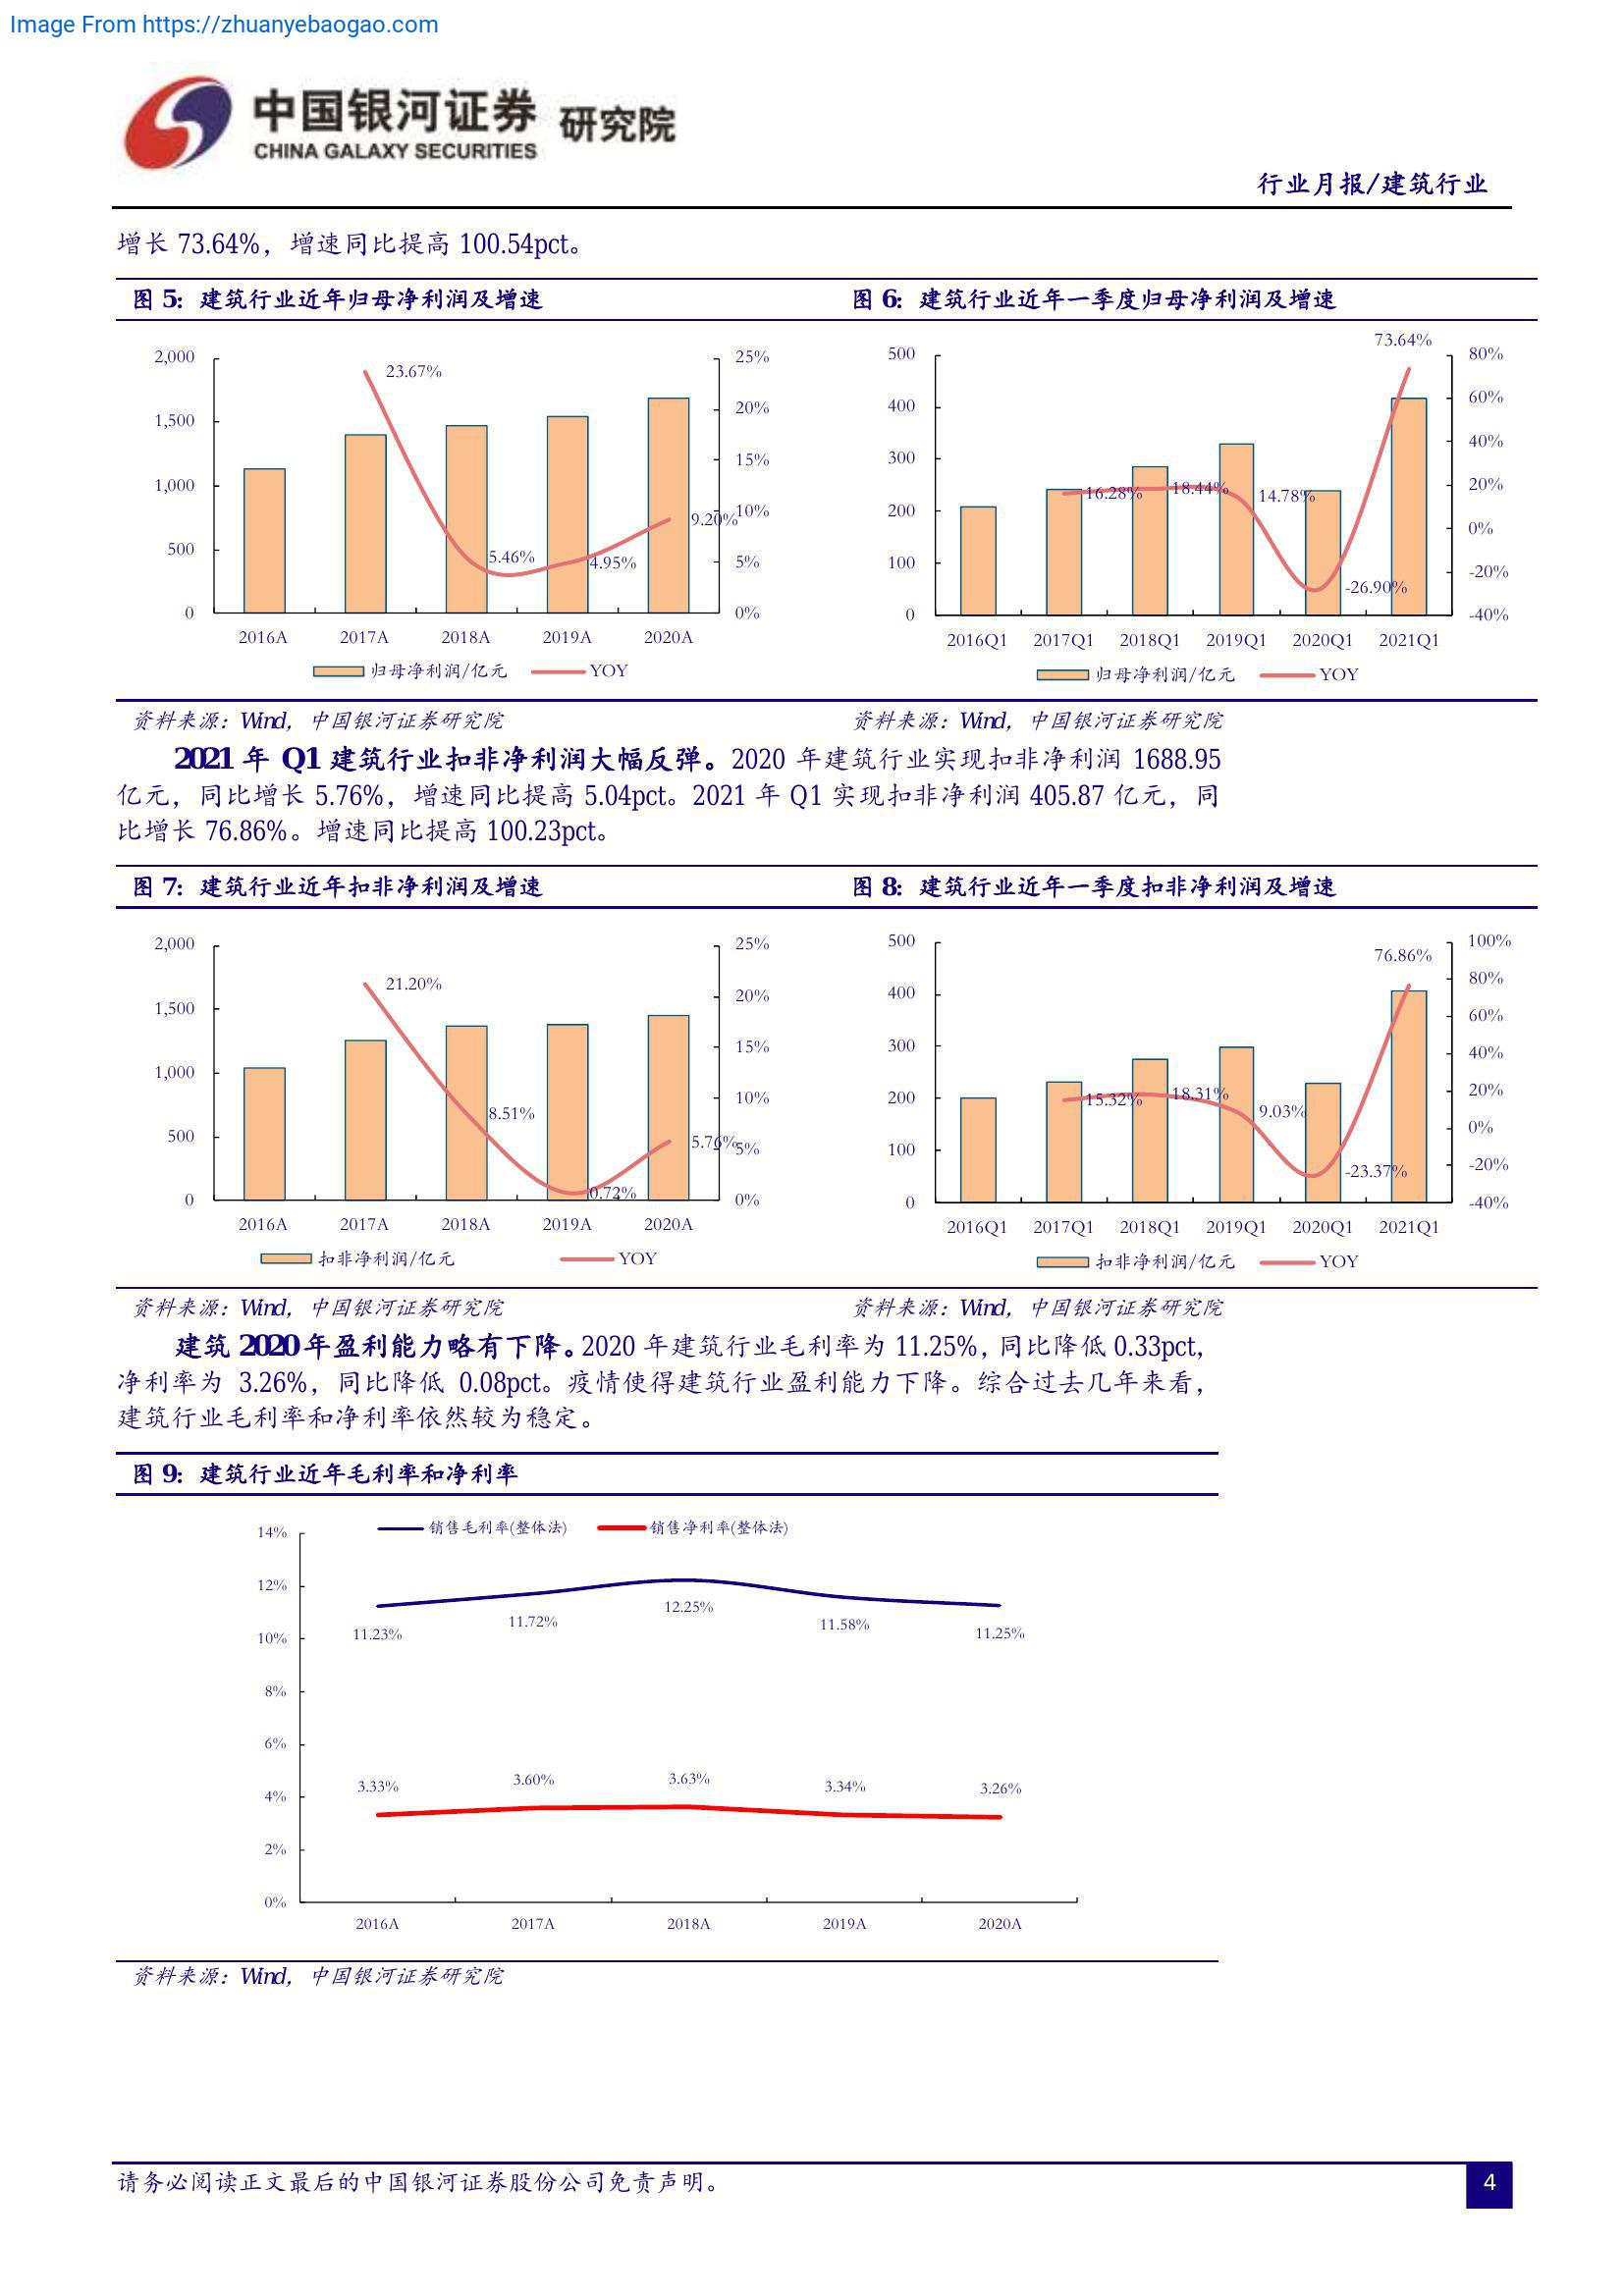 Image From https://zhuanyebaogao.com
中国银河证券 研究院
CHINA GALAXY SECURITIES
行业月报/建筑行业
增长 73.64%，增速同比提高 100.54pct。
图 5：建筑行业近年归母净利润及增速
2,000
1,500
1,000
500
0
25%
20%
15%
10%
5%
0%
23.67%
5.46%
4.95%
9.20%
2016A 2017A 2018A 2019A 2020A
归母净利润/亿元 YOY
资料来源：Wind，中国银河证券研究院
图 6：建筑行业近年一季度归母净利润及增速
500
400
300
200
100
0
80%
60%
40%
20%
0%
-20%
-40%
16.28%
18.44%
14.78%
-26.90%
73.64%
2016Q1 2017Q1 2018Q1 2019Q1 2020Q1 2021Q1
归母净利润/亿元 YOY
资料来源：Wind，中国银河证券研究院
2021 年 Q1 建筑行业扣非净利润大幅反弹。2020 年建筑行业实现扣非净利润 1688.95
亿元，同比增长 5.76%，增速同比提高 5.04pct。2021 年 Q1 实现扣非净利润 405.87 亿元，同
比增长 76.86%。增速同比提高 100.23pct。
图 7：建筑行业近年扣非净利润及增速
2,000
1,500
1,000
500
0
25%
20%
15%
10%
5%
0%
21.20%
8.51%
0.72%
5.76%
2016A 2017A 2018A 2019A 2020A
扣非净利润/亿元 YOY
资料来源：Wind，中国银河证券研究院
图 8：建筑行业近年一季度扣非净利润及增速
500
400
300
200
100
0
100%
80%
60%
40%
20%
0%
-20%
-40%
15.32%
18.31%
9.03%
-23.37%
76.86%
2016Q1 2017Q1 2018Q1 2019Q1 2020Q1 2021Q1
扣非净利润/亿元 YOY
资料来源：Wind，中国银河证券研究院
建筑 2020 年盈利能力略有下降。2020 年建筑行业毛利率为 11.25%，同比降低 0.33pct，
净利率为 3.26%，同比降低 0.08pct。疫情使得建筑行业盈利能力下降。综合过去几年来看，
建筑行业毛利率和净利率依然较为稳定。
图 9：建筑行业近年毛利率和净利率
销售毛利率(整体法) 销售净利率(整体法)
14%
12%
10%
8%
6%
4%
2%
0%
11.23% 11.72% 12.25% 11.58% 11.25%
3.33% 3.60% 3.63% 3.34% 3.26%
2016A 2017A 2018A 2019A 2020A
资料来源：Wind，中国银河证券研究院
请务必阅读正文最后的中国银河证券股份公司免责声明。
4